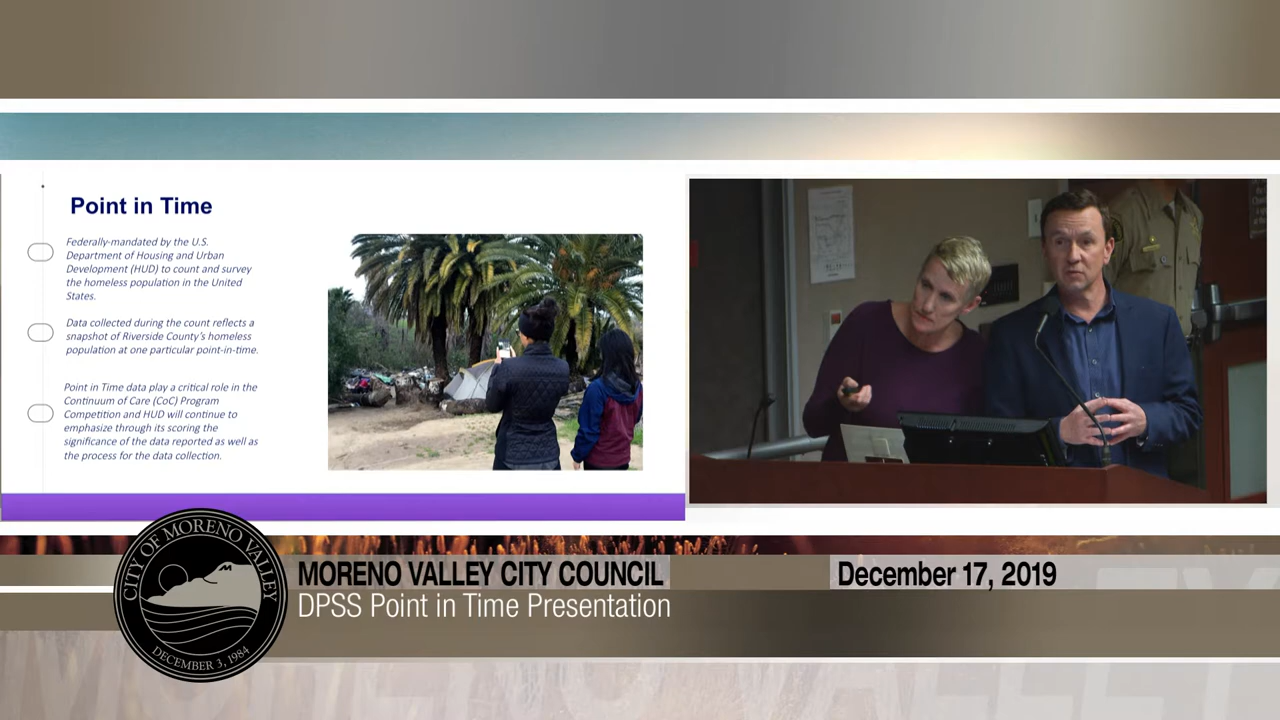 Point in Time
Federally-mandated by the U.S.
Department of Housing and Urban
Development (HUD) to count and survey
the homeless population in the United
States.
Data collected during the count reflects a
snapshot of Riverside County's homeless
population at one particular point-in-time.
Point in Time data play a critical role in the
Continuum of Care (CoC) Program
Competition and HUD will continue to
emphasize through its scoring the
significance of the data reported as well as
the process for the data collection.
CITY OF MORENO VALLEY
DECEMBER 3, 1984
MORENO VALLEY CITY COUNCIL
DPSS Point in Time Presentation
December 17, 2019
MORENO VALLEY